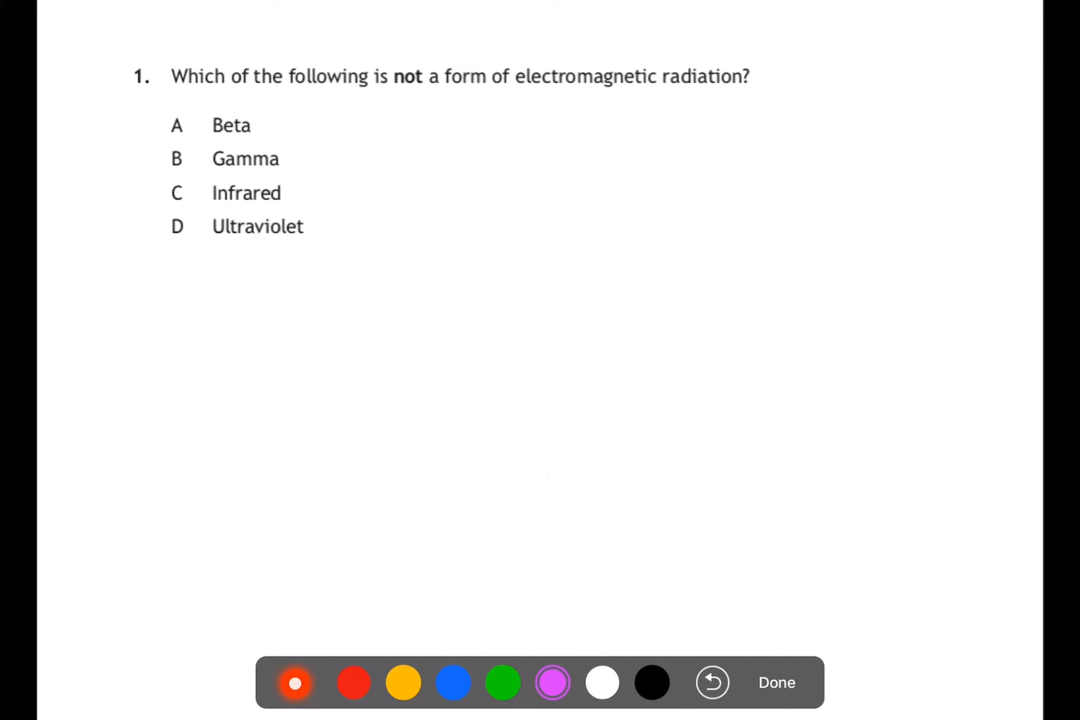 1. Which of the following is not a form of electromagnetic radiation?
A Beta
B Gamma
C Infrared
D Ultraviolet
Done